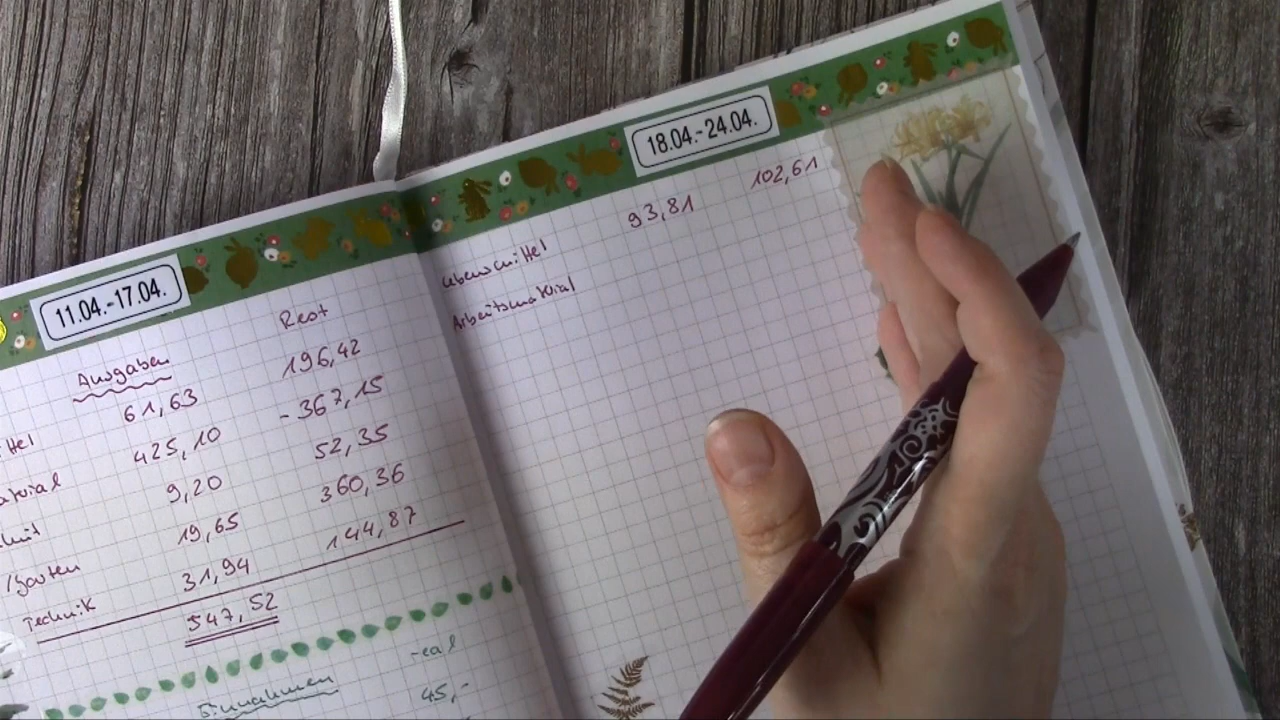 11.04.-17.04.
Ausgaben Rest
61,63 196,42
425,10 - 367,15
9,20 52,35
19,65 360,36
Technik 31,94 144,87
547,52
Einnahmen real
45,-
18.04.-24.04.
Lebensmittel 93,81 102,61
Arbeitsmaterial